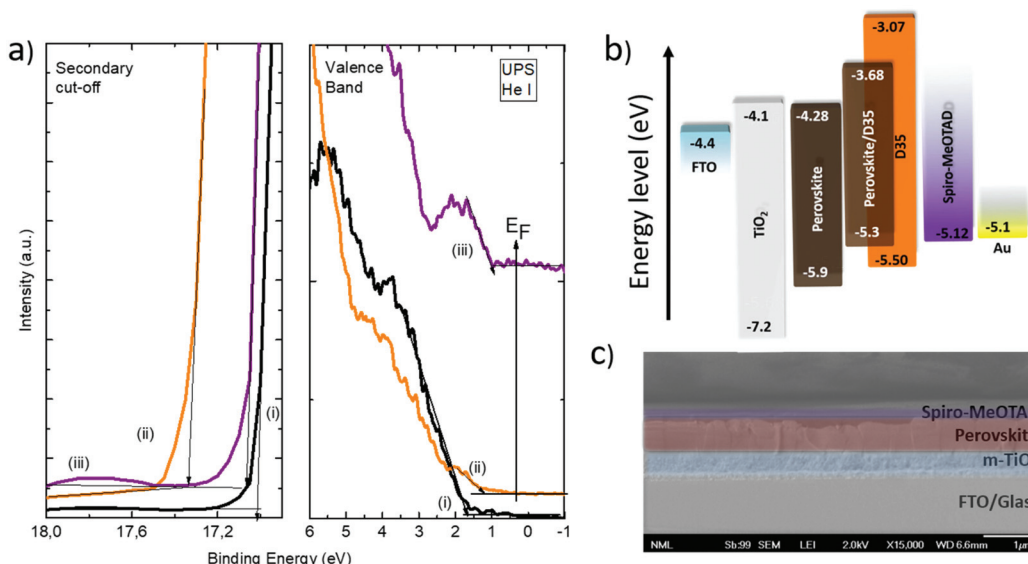 a)
Secondary
cut-off
(i)
(ii)
(iii)
18,0
17,2
Intensity (a.u.)
Valence
Band
UPS
He I
E_F
(iii)
(ii)
(i)
6
5
4
3
2
1
0
-1
Binding Energy (eV)
b)
Energy level (eV)
-4.4
FTO
-4.1
TiO2
-7.2
-4.28
Perovskite
-5.9
-3.68
Perovskite/D35
-5.3
-3.07
D35
-5.50
Spiro-MeOTAD
-5.12
-5.1
Au
c)
Spiro-MeOTA
Perovskit
m-TiO
FTO/Glas
NML Sb:99 SEM LEI 2.0kV X15,000 WD 6.6mm 1μ